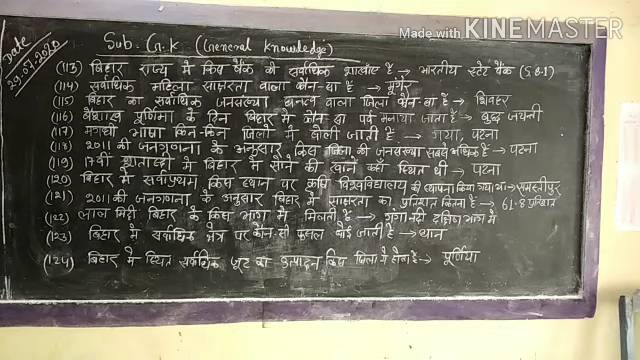 Made with KINEMASTER
Date
29.07.2020
Sub - G.K (General Knowledge)
(113) बिहार राज्य में किस बैंक की सर्वाधिक शाखाएँ हैं → भारतीय स्टेट बैंक (S.B.I)
(114) सर्वाधिक महिला साक्षरता वाला कौन-सा है → मुंगेर
(115) बिहार का सर्वाधिक जनसंख्या घनत्व वाला जिला कौन सा है → शिवहर
(116) वैशाख पूर्णिमा के दिन बिहार में कौन सा पर्व मनाया जाता है → बुद्ध जयंती
(117) मगधी भाषा किन-किन जिलों में बोली जाती है → गया, पटना
(118) 2011 की जनगणना के अनुसार किस जिला की जनसंख्या सबसे अधिक है → पटना
(119) 17वीं शताब्दी में बिहार में सोने की खानें कहाँ स्थित थी → पटना
(120) बिहार में सर्वप्रथम किस स्थान पर कृषि विश्वविद्यालय की स्थापना किया गया था → समस्तीपुर
(121) 2011 की जनगणना के अनुसार बिहार में साक्षरता का प्रतिशत कितना है → 61.8 प्रतिशत
(122) लाल मिट्टी बिहार के किस भाग में मिलती है → गंगा नदी दक्षिण भाग में
(123) बिहार में सर्वाधिक क्षेत्र पर कौन सी फसल बोई जाती है → धान
(124) बिहार में स्थित सर्वाधिक जूट का उत्पादन किस जिला में होता है → पूर्णिया